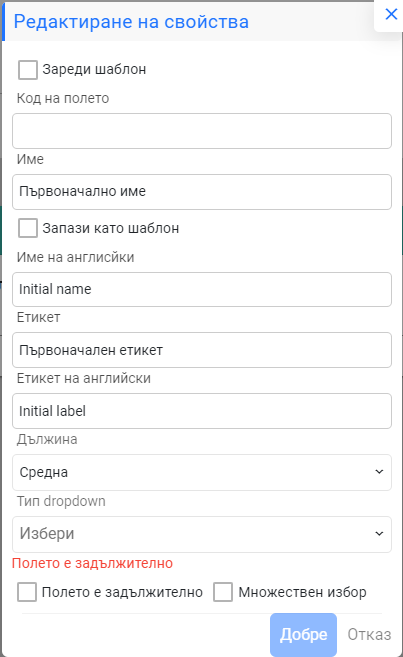 Редактиране на свойства
Зареди шаблон
Код на полето
Име
Първоначално име
Запази като шаблон
Име на англисйки
Initial name
Етикет
Първоначален етикет
Етикет на английски
Initial label
Дължина
Средна
Тип dropdown
Избери
Полето е задължително
Полето е задължително Множествен избор
Добре Отказ